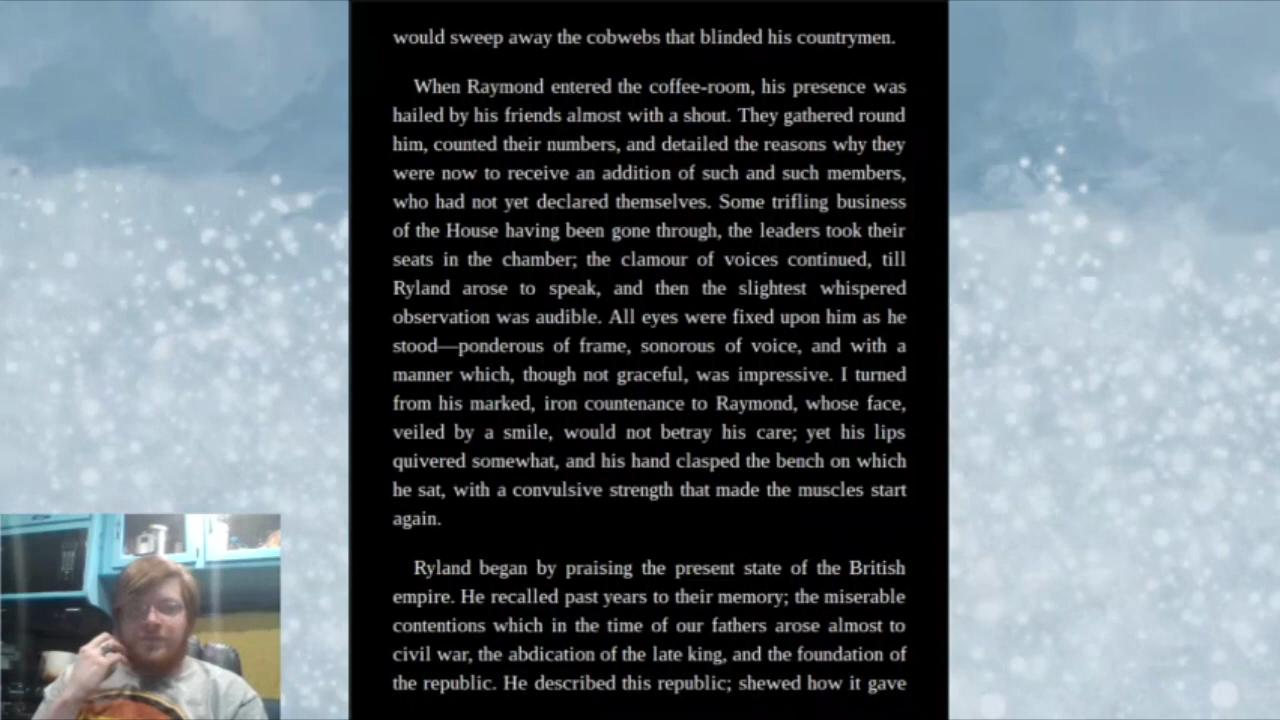 would sweep away the cobwebs that blinded his countrymen.
When Raymond entered the coffee-room, his presence was
hailed by his friends almost with a shout. They gathered round
him, counted their numbers, and detailed the reasons why they
were now to receive an addition of such and such members,
who had not yet declared themselves. Some trifling business
of the House having been gone through, the leaders took their
seats in the chamber; the clamour of voices continued, till
Ryland arose to speak, and then the slightest whispered
observation was audible. All eyes were fixed upon him as he
stood—ponderous of frame, sonorous of voice, and with a
manner which, though not graceful, was impressive. I turned
from his marked, iron countenance to Raymond, whose face,
veiled by a smile, would not betray his care; yet his lips
quivered somewhat, and his hand clasped the bench on which
he sat, with a convulsive strength that made the muscles start
again.
Ryland began by praising the present state of the British
empire. He recalled past years to their memory; the miserable
contentions which in the time of our fathers arose almost to
civil war, the abdication of the late king, and the foundation of
the republic. He described this republic; shewed how it gave